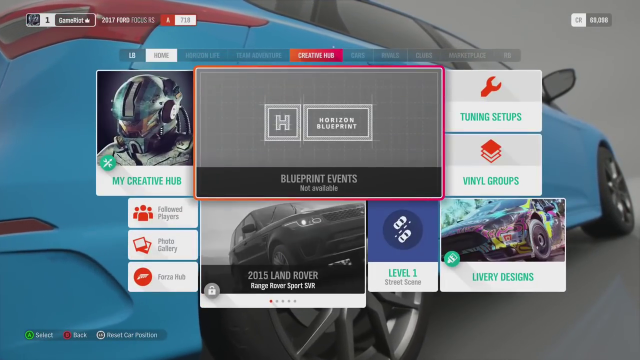 1 GameRiot 2017 FORD FOCUS RS A 718 CR 69,000
LB HOME HORIZON LIFE TEAM ADVENTURE CREATIVE HUB CARS CLUBS MARKETPLACE RB
H HORIZON BLUEPRINT
TUNING SETUPS
MY CREATIVE HUB
BLUEPRINT EVENTS
Not available
VINYL GROUPS
Followed Players
Photo Gallery
Forza Hub
2015 LAND ROVER
Range Rover Sport SVR
LEVEL 1
Street Scene
LIVERY DESIGNS
A Select B Back Reset Car Position